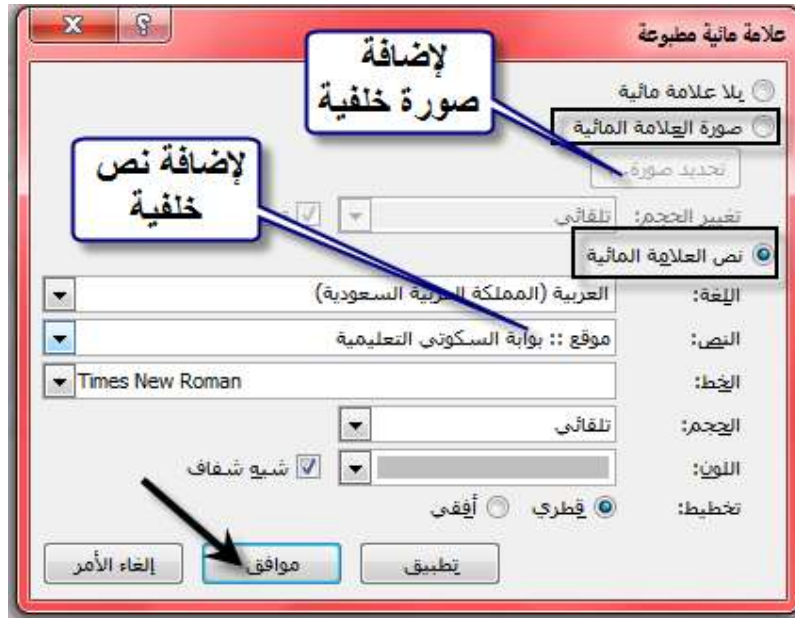 علامة مائية مطبوعة
لإضافة
صورة خلفية
بلا علامة مائية
صورة العلامة المائية
تحديد صورة...
لإضافة نص
خلفية
تغيير الحجم: تلقائي
نص العلامة المائية
اللغة: العربية (المملكة العربية السعودية)
النص: موقع :: بوابة السكوتي التعليمية
الخط: Times New Roman
الحجم: تلقائي
اللون: شبه شفاف
تخطيط: قطري أفقي
تطبيق موافق إلغاء الأمر